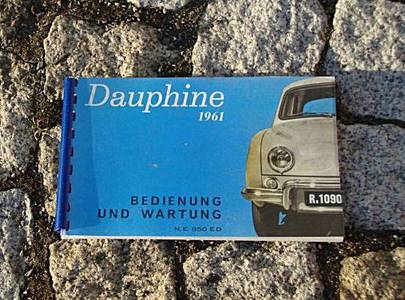 Dauphine
1961
BEDIENUNG
UND WARTUNG
N.E. 850 ED
R.1090